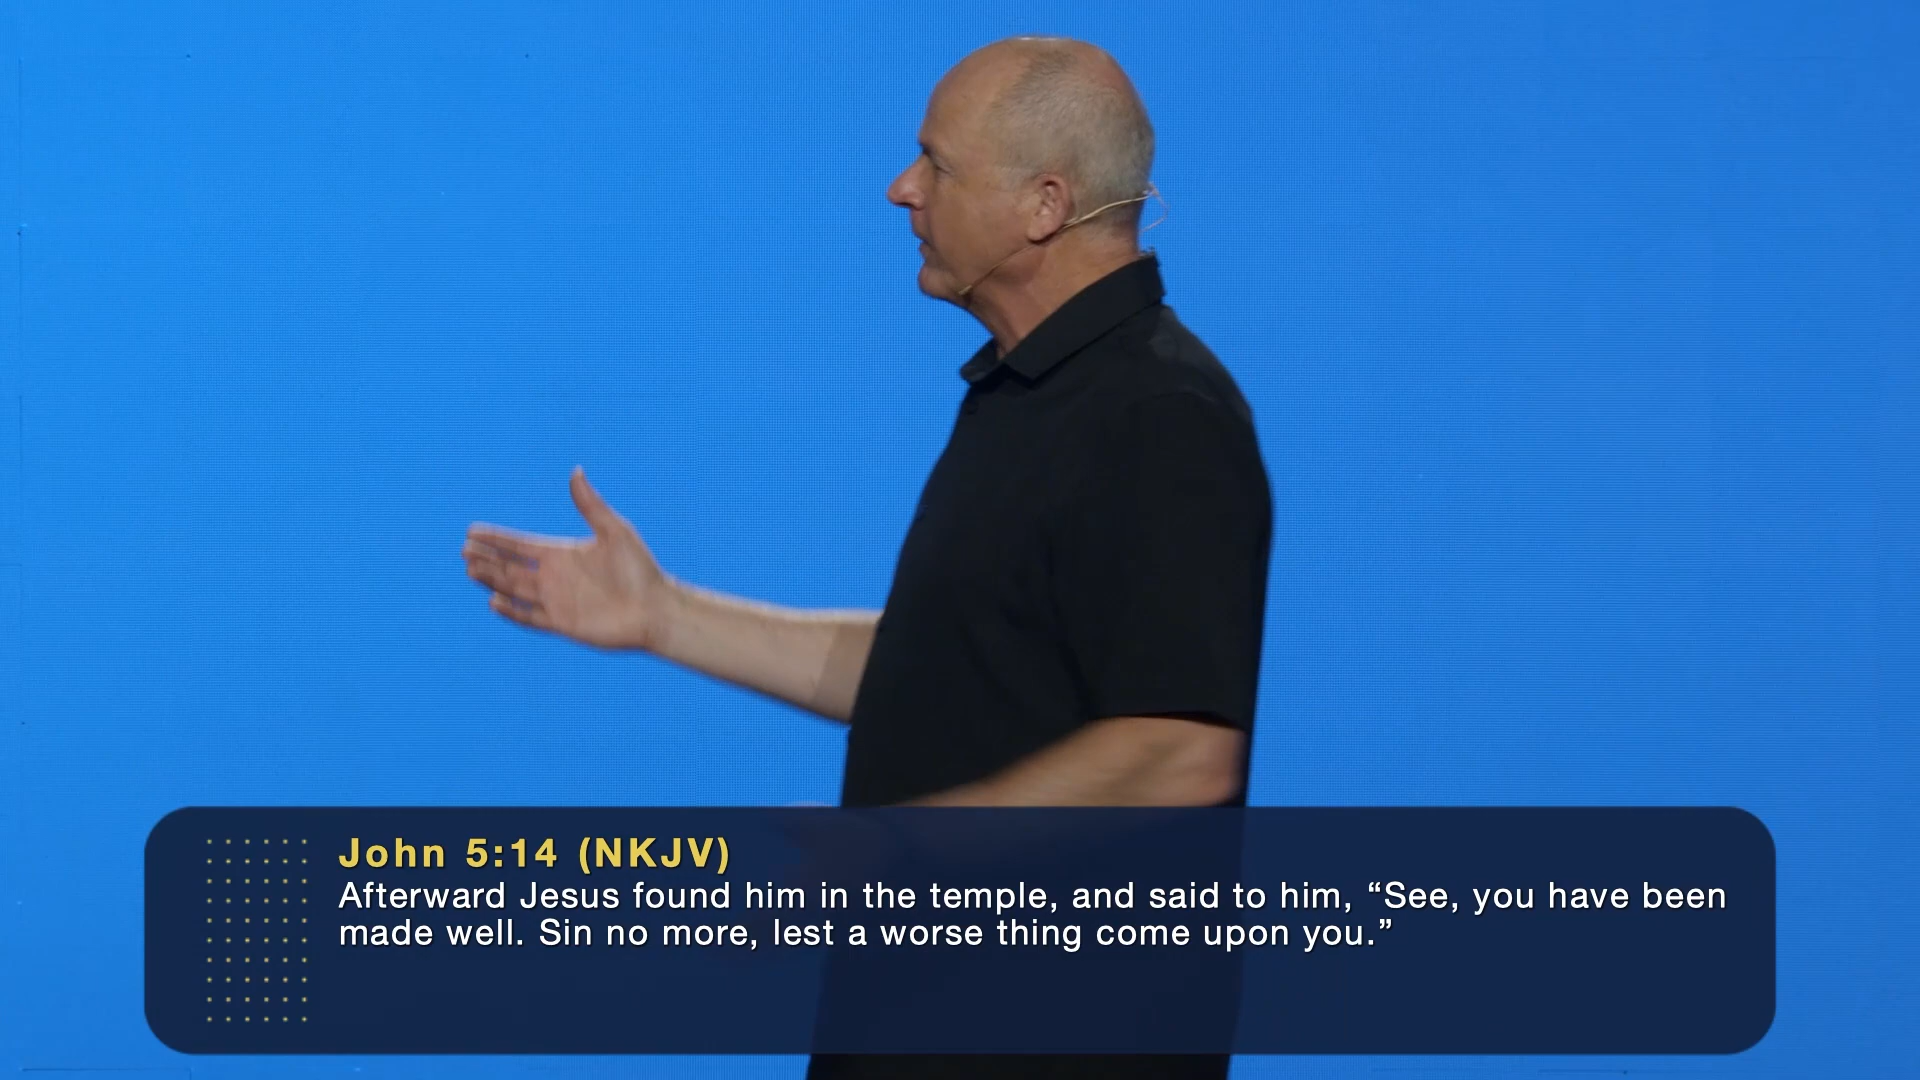 John 5:14 (NKJV)
Afterward Jesus found him in the temple, and said to him, “See, you have been
made well. Sin no more, lest a worse thing come upon you.”